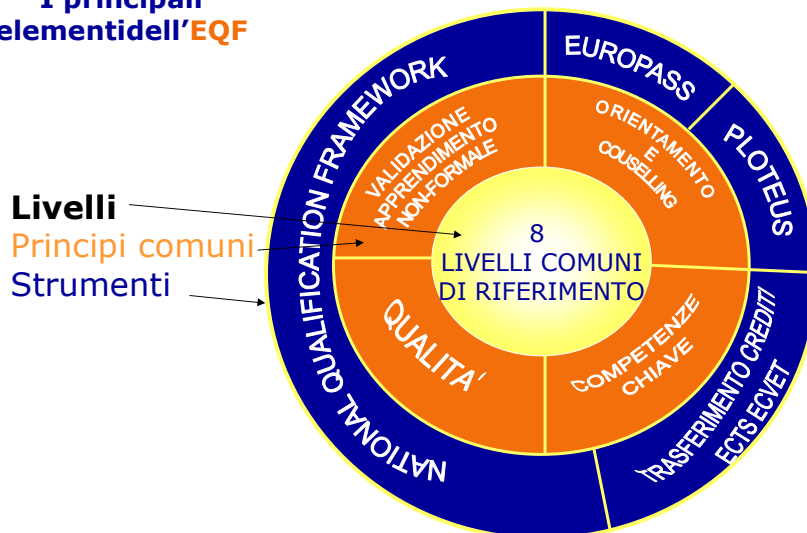 I principali
elementidell’EQF
Livelli
Principi comuni
Strumenti
NATIONAL QUALIFICATION FRAMEWORK
EUROPASS
PLOTEUS
TRASFERIMENTO CREDITI
ECTS ECVET
VALIDAZIONE
APPRENDIMENTO
NON-FORMALE
ORIENTAMENTO
E
COUSELLING
QUALITA’
COMPETENZE
CHIAVE
8
LIVELLI COMUNI
DI RIFERIMENTO